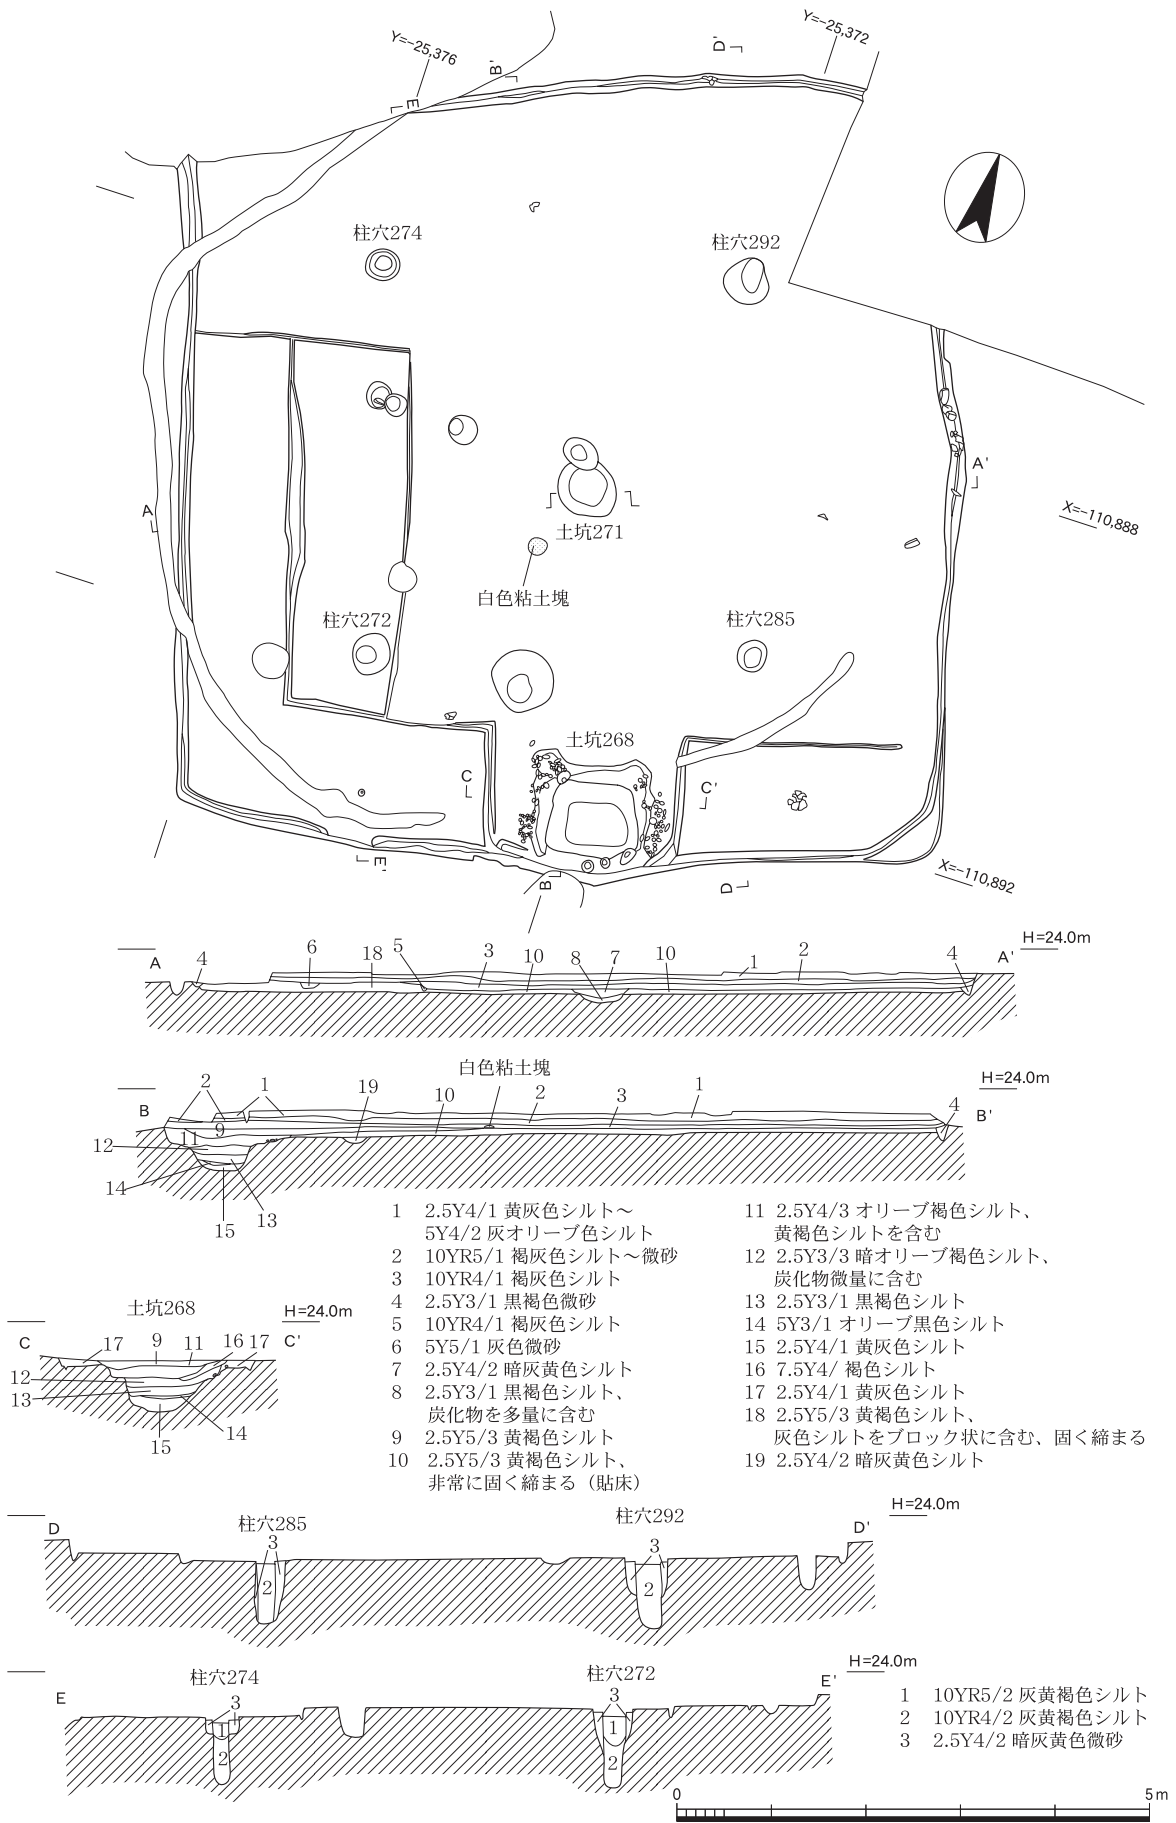 Y=-25,376
Y=-25,372
B'
D'
E
柱穴274
柱穴292
A
A'
X=-110,888
土坑271
白色粘土塊
柱穴272
柱穴285
土坑268
C
C'
E'
B
D
X=-110,892
H=24.0m
A
4
6
18
5
3
10
8
7
10
1
2
4
A'
白色粘土塊
H=24.0m
B
2
1
19
10
2
3
1
4
B'
9
11
12
14
15
13
1 2.5Y4/1 黄灰色シルト～
5Y4/2 灰オリーブ色シルト
2 10YR5/1 褐灰色シルト～微砂
3 10YR4/1 褐灰色シルト
4 2.5Y3/1 黒褐色微砂
5 10YR4/1 褐灰色シルト
6 5Y5/1 灰色微砂
7 2.5Y4/2 暗灰黄色シルト
8 2.5Y3/1 黒褐色シルト、
炭化物を多量に含む
9 2.5Y5/3 黄褐色シルト
10 2.5Y5/3 黄褐色シルト、
非常に固く締まる（貼床）
11 2.5Y4/3 オリーブ褐色シルト、
黄褐色シルトを含む
12 2.5Y3/3 暗オリーブ褐色シルト、
炭化物微量に含む
13 2.5Y3/1 黒褐色シルト
14 5Y3/1 オリーブ黒色シルト
15 2.5Y4/1 黄灰色シルト
16 7.5Y4/ 褐色シルト
17 2.5Y4/1 黄灰色シルト
18 2.5Y5/3 黄褐色シルト、
灰色シルトをブロック状に含む、固く締まる
19 2.5Y4/2 暗灰黄色シルト
土坑268
H=24.0m
C
17
9
11
16
17
C'
12
13
15
14
H=24.0m
D
柱穴285
3
2
柱穴292
3
2
D'
H=24.0m
E
柱穴274
3
1
2
柱穴272
3
1
2
E'
1 10YR5/2 灰黄褐色シルト
2 10YR4/2 灰黄褐色シルト
3 2.5Y4/2 暗灰黄色微砂
0
5m